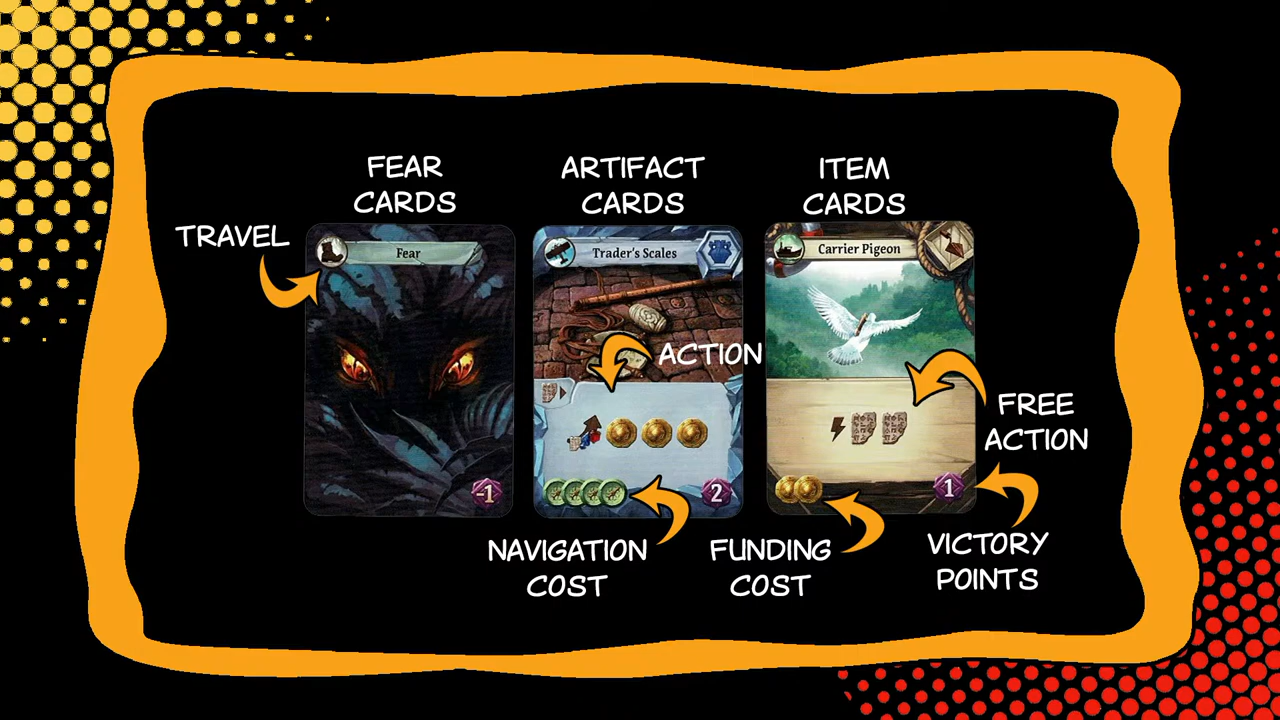 FEAR
CARDS
ARTIFACT
CARDS
ITEM
CARDS
TRAVEL
Fear
Trader's Scales
Carrier Pigeon
ACTION
FREE
ACTION
-1
2
1
NAVIGATION
COST
FUNDING
COST
VICTORY
POINTS